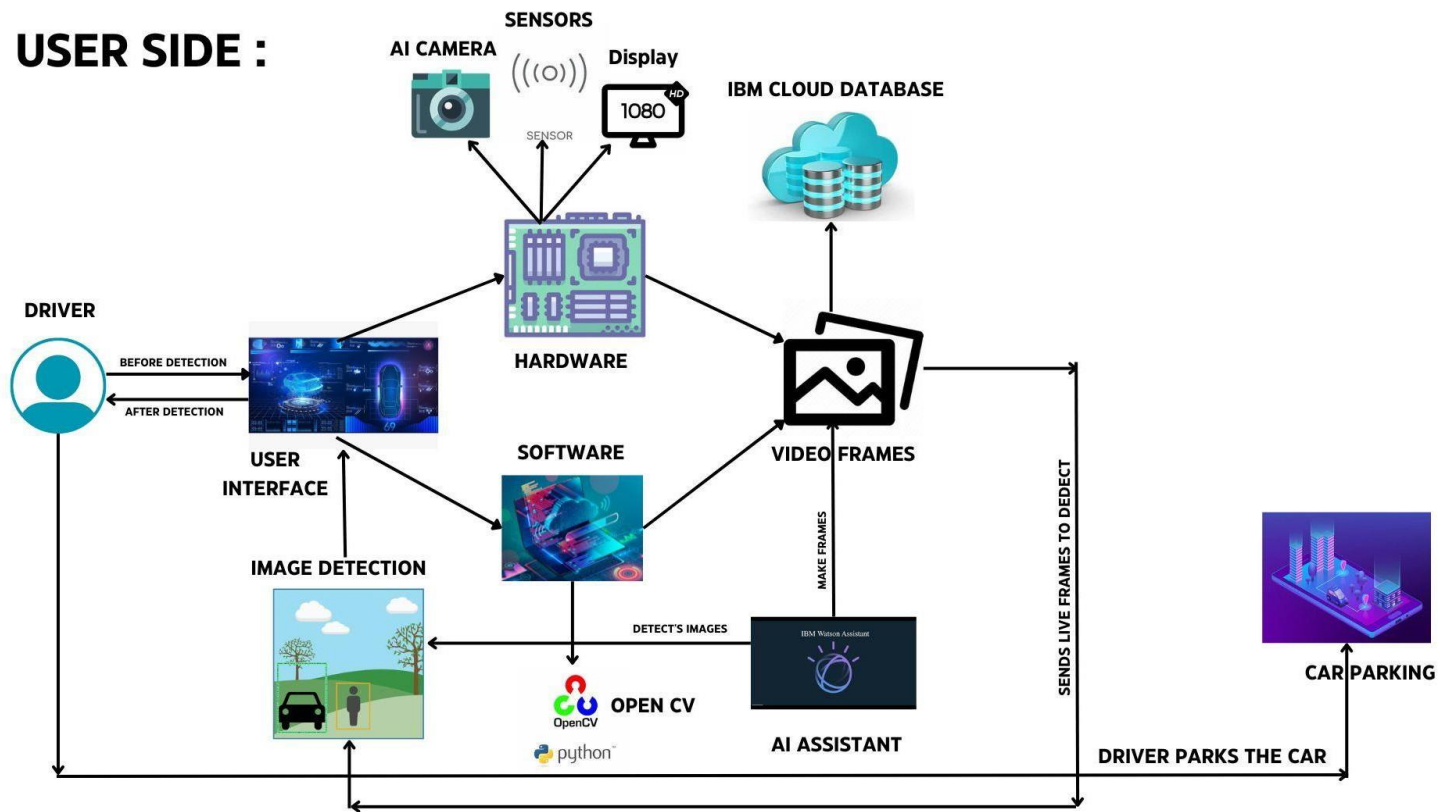 USER SIDE :
SENSORS
AI CAMERA
Display
1080
HD
SENSOR
IBM CLOUD DATABASE
DRIVER
BEFORE DETECTION
AFTER DETECTION
HARDWARE
USER
INTERFACE
SOFTWARE
VIDEO FRAMES
IMAGE DETECTION
MAKE FRAMES
SENDS LIVE FRAMES TO DEDECT
DETECT'S IMAGES
IBM Watson Assistant
OpenCV
OPEN CV
python
AI ASSISTANT
CAR PARKING
DRIVER PARKS THE CAR